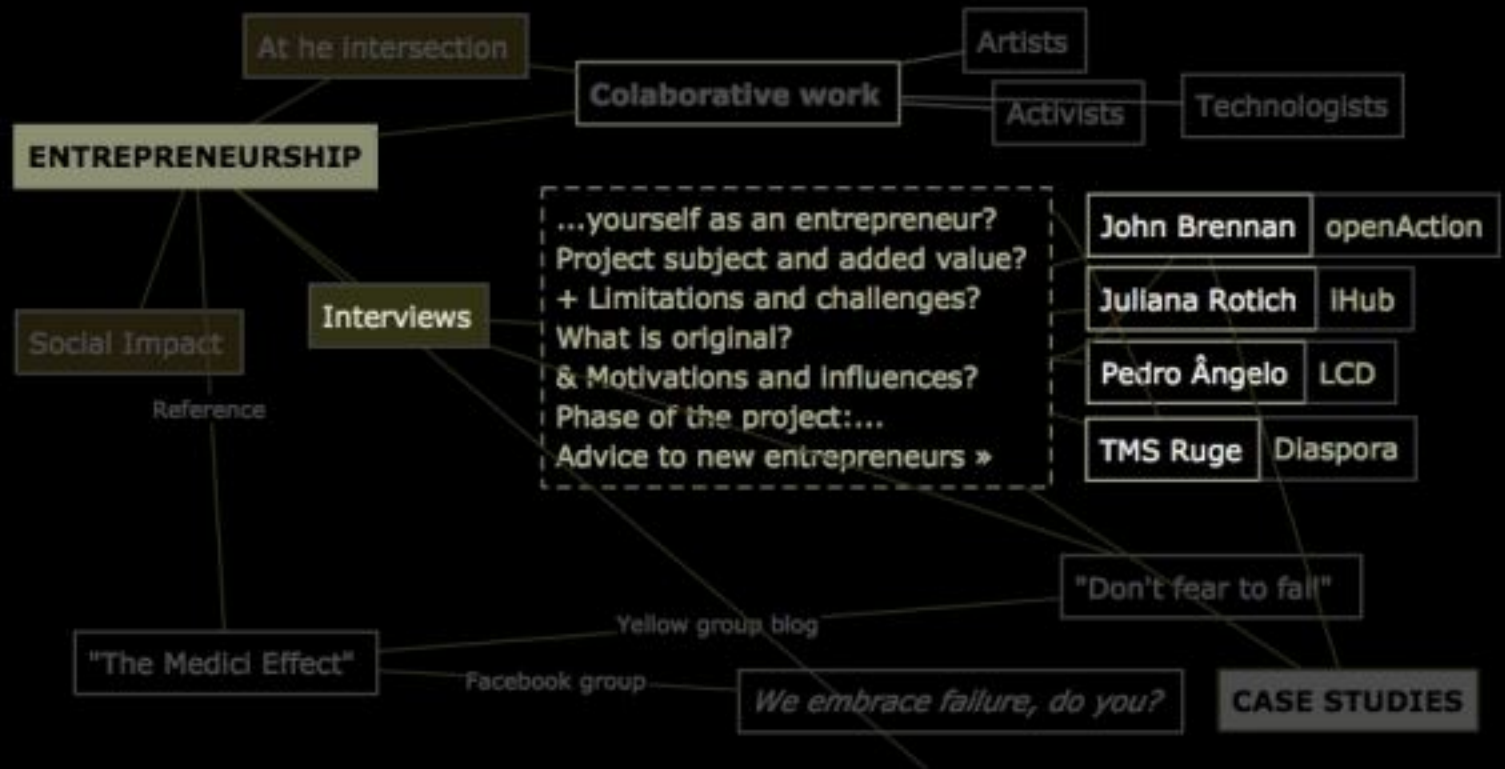 At he intersection
Artists
Colaborative work
Activists
Technologists
ENTREPRENEURSHIP
...yourself as an entrepreneur?
Project subject and added value?
+ Limitations and challenges?
What is original?
& Motivations and influences?
Phase of the project:...
Advice to new entrepreneurs »
John Brennan openAction
Juliana Rotich iHub
Pedro Ângelo LCD
TMS Ruge Diaspora
Interviews
Social Impact
Reference
"Don't fear to fail"
Yellow group blog
"The Medici Effect"
Facebook group
We embrace failure, do you?
CASE STUDIES